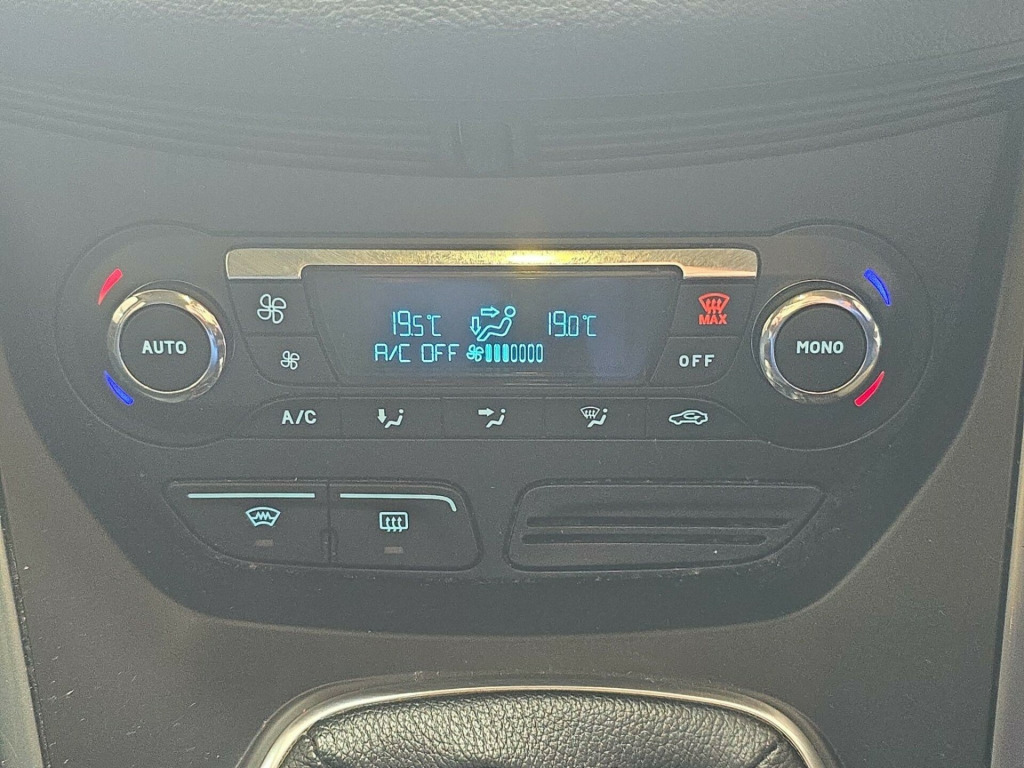 19.5°C 19.0°C
MAX
AUTO
A/C OFF
OFF
MONO
A/C